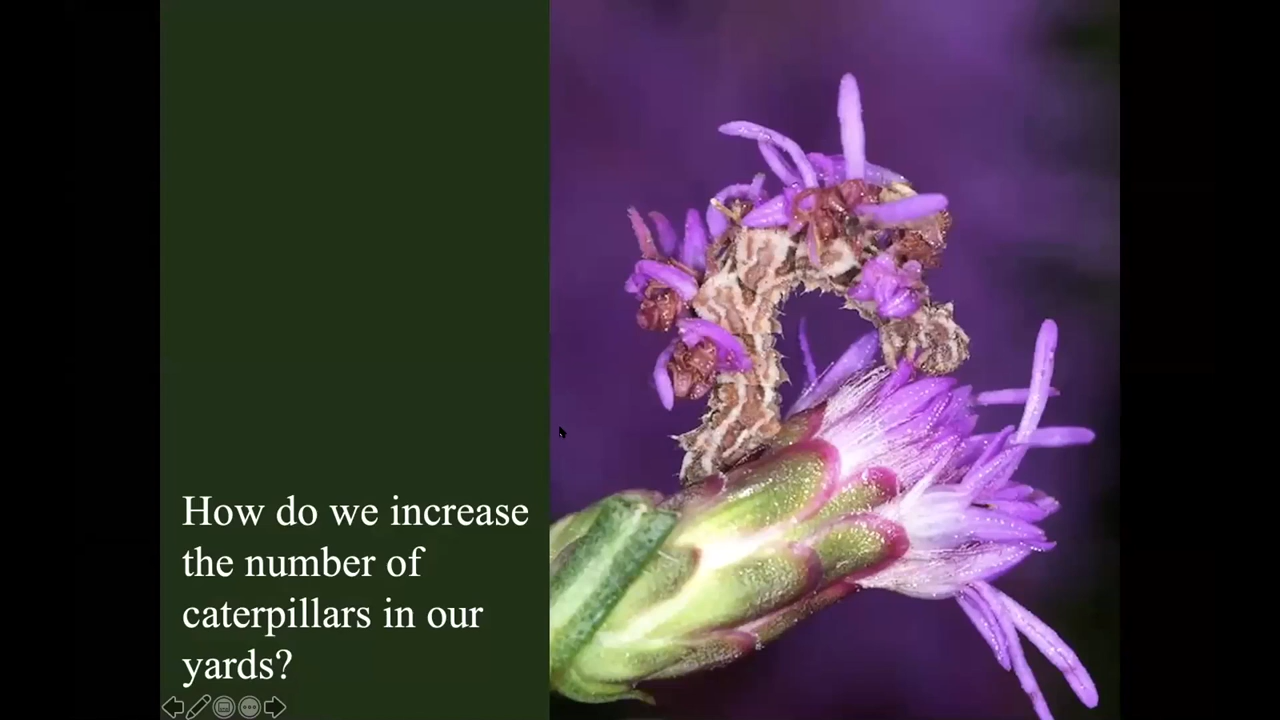 How do we increase
the number of
caterpillars in our
yards?